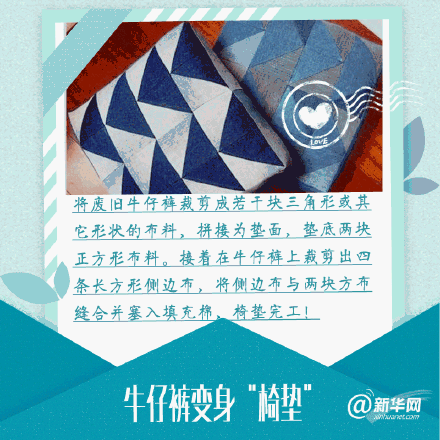 LOVE
将废旧牛仔裤裁剪成若干块三角形或其
它形状的布料，拼接为垫面，垫底两块
正方形布料。接着在牛仔裤上裁剪出四
条长方形侧边布，将侧边布与两块方布
缝合并塞入填充棉，椅垫完工！
牛仔裤变身“椅垫”
@新华网
xinhuanet.com